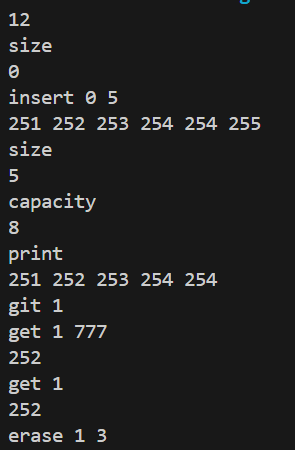 12
size
0
insert 0 5
251 252 253 254 254 255
size
5
capacity
8
print
251 252 253 254 254
git 1
get 1 777
252
get 1
252
erase 1 3